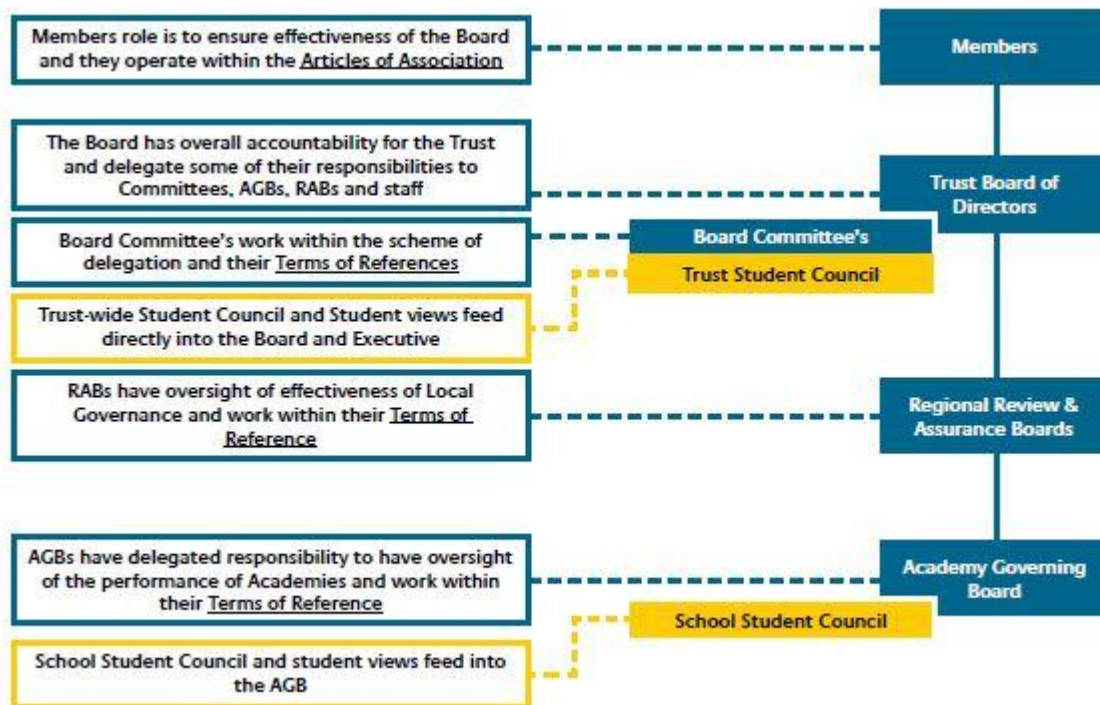 Members role is to ensure effectiveness of the Board
and they operate within the Articles of Association
Members
The Board has overall accountability for the Trust
and delegate some of their responsibilities to
Committees, AGBs, RABs and staff
Trust Board of
Directors
Board Committee's work within the scheme of
delegation and their Terms of References
Board Committee's
Trust Student Council
Trust-wide Student Council and Student views feed
directly into the Board and Executive
RABs have oversight of effectiveness of Local
Governance and work within their Terms of
Reference
Regional Review &
Assurance Boards
AGBs have delegated responsibility to have oversight
of the performance of Academies and work within
their Terms of Reference
Academy Governing
Board
School Student Council
School Student Council and student views feed into
the AGB